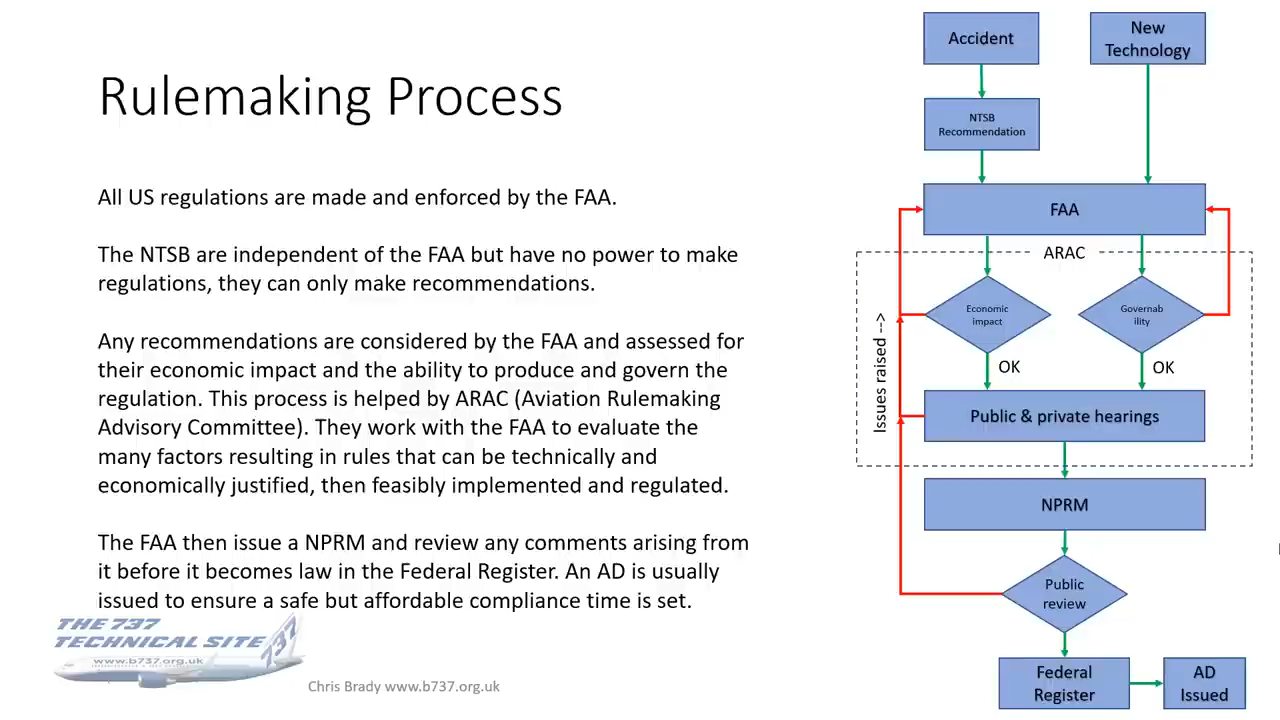 Rulemaking Process
All US regulations are made and enforced by the FAA.
The NTSB are independent of the FAA but have no power to make
regulations, they can only make recommendations.
Any recommendations are considered by the FAA and assessed for
their economic impact and the ability to produce and govern the
regulation. This process is helped by ARAC (Aviation Rulemaking
Advisory Committee). They work with the FAA to evaluate the
many factors resulting in rules that can be technically and
economically justified, then feasibly implemented and regulated.
The FAA then issue a NPRM and review any comments arising from
it before it becomes law in the Federal Register. An AD is usually
issued to ensure a safe but affordable compliance time is set.
THE 737
TECHNICAL SITE
www.b737.org.uk
737
Chris Brady www.b737.org.uk
Accident
New
Technology
NTSB
Recommendation
FAA
ARAC
Economic
impact
Governab
ility
Issues raised -->
OK
OK
Public & private hearings
NPRM
Public
review
Federal
Register
AD
Issued